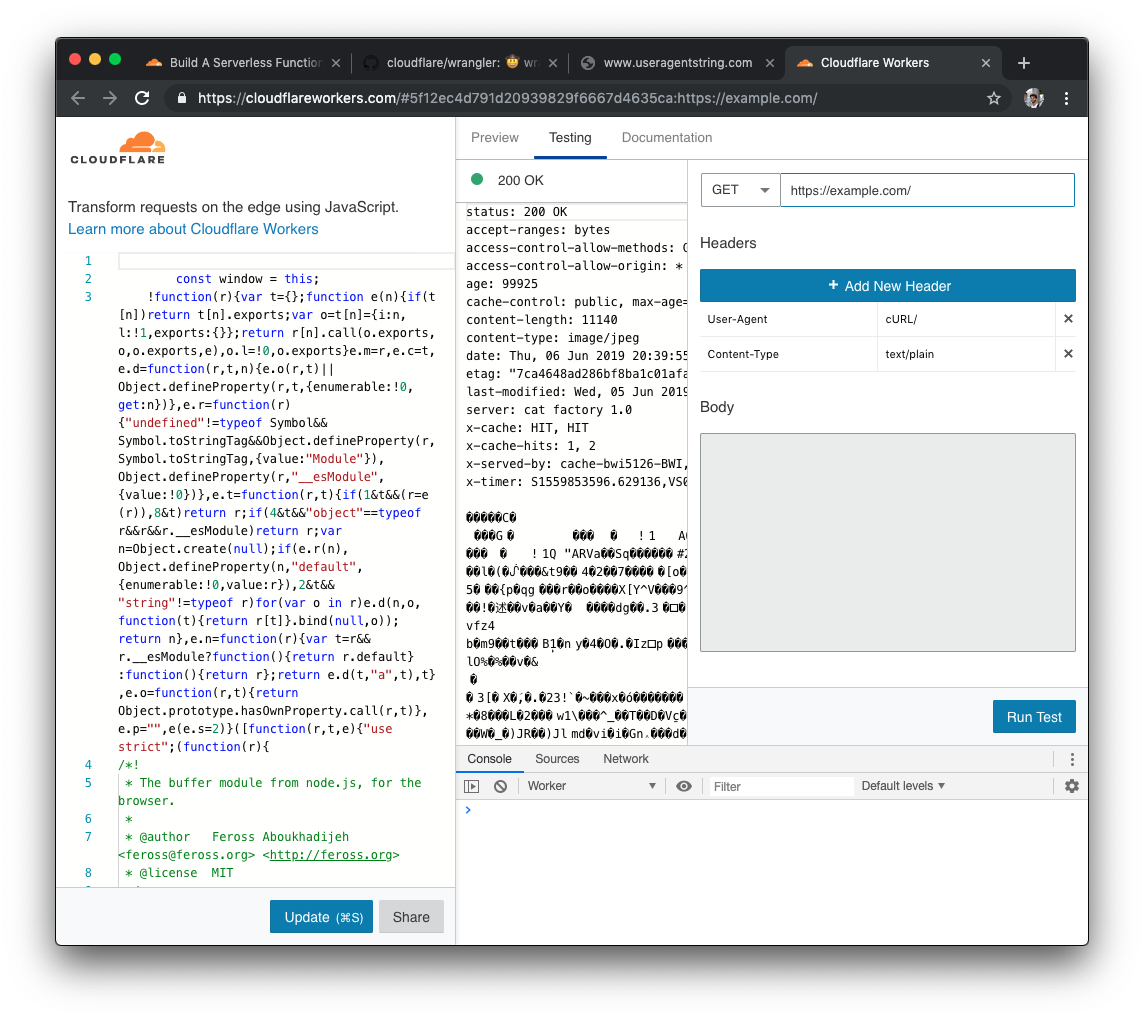 Build A Serverless Function
cloudflare/wrangler: 🤠 wr
www.useragentstring.com
Cloudflare Workers
https://cloudflareworkers.com/#5f12ec4d791d20939829f6667d4635ca:https://example.com/
CLOUDFLARE
Transform requests on the edge using JavaScript.
Learn more about Cloudflare Workers
1
2 const window = this;
3 !function(r){var t={};function e(n){if(t
[n])return t[n].exports;var o=t[n]={i:n,
l:!1,exports:{}};return r[n].call(o.exports,
o,o.exports,e),o.l=!0,o.exports}e.m=r,e.c=t,
e.d=function(r,t,n){e.o(r,t)||
Object.defineProperty(r,t,{enumerable:!0,
get:n})},e.r=function(r)
{"undefined"!=typeof Symbol&&
Symbol.toStringTag&&Object.defineProperty(r,
Symbol.toStringTag,{value:"Module"}),
Object.defineProperty(r,"__esModule",
{value:!0})},e.t=function(r,t){if(1&t&&(r=e
(r)),8&t)return r;if(4&t&&"object"==typeof
r&&r&&r.__esModule)return r;var
n=Object.create(null);if(e.r(n),
Object.defineProperty(n,"default",
{enumerable:!0,value:r}),2&t&&
"string"!=typeof r)for(var o in r)e.d(n,o,
function(t){return r[t]}.bind(null,o));
return n},e.n=function(r){var t=r&&
r.__esModule?function(){return r.default}
:function(){return r};return e.d(t,"a",t),t}
,e.o=function(r,t){return
Object.prototype.hasOwnProperty.call(r,t)},
e.p="",e(e.s=2)}([function(r,t,e){"use
strict";(function(r){
4 /*!
5 * The buffer module from node.js, for the
browser.
6 *
7 * @author Feross Aboukhadijeh
<feross@feross.org> <http://feross.org>
8 * @license MIT
Update (⌘S)
Share
Preview
Testing
Documentation
200 OK
status: 200 OK
accept-ranges: bytes
access-control-allow-methods:
access-control-allow-origin: *
age: 99925
cache-control: public, max-age=
content-length: 11140
content-type: image/jpeg
date: Thu, 06 Jun 2019 20:39:55
etag: "7ca4648ad286bf8ba1c01afa
last-modified: Wed, 05 Jun 2019
server: cat factory 1.0
x-cache: HIT, HIT
x-cache-hits: 1, 2
x-served-by: cache-bwi5126-BWI,
x-timer: S1559853596.629136,VS0
GET
https://example.com/
Headers
+ Add New Header
User-Agent
cURL/
Content-Type
text/plain
Body
Run Test
Console
Sources
Network
Worker
Filter
Default levels